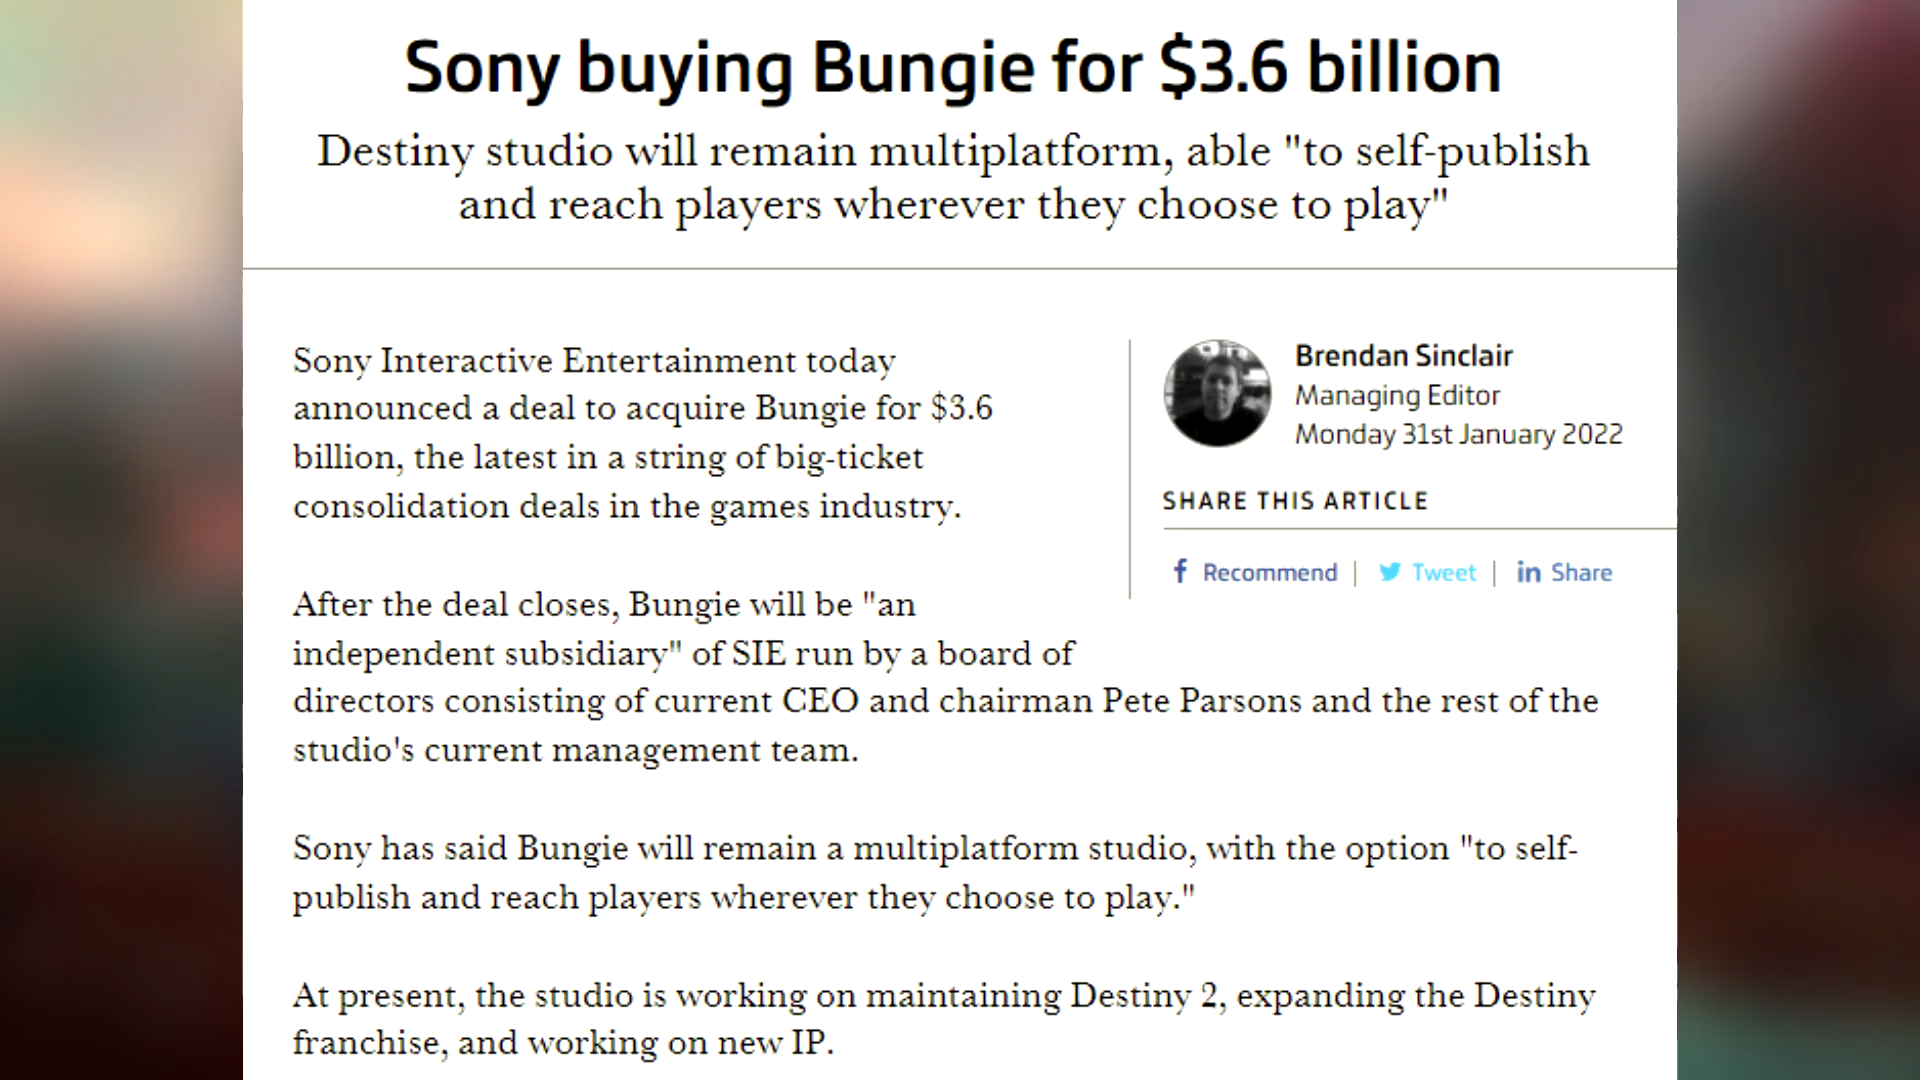 Sony buying Bungie for $3.6 billion
Destiny studio will remain multiplatform, able "to self-publish
and reach players wherever they choose to play"
Sony Interactive Entertainment today
announced a deal to acquire Bungie for $3.6
billion, the latest in a string of big-ticket
consolidation deals in the games industry.
Brendan Sinclair
Managing Editor
Monday 31st January 2022
SHARE THIS ARTICLE
Recommend
Tweet
in Share
After the deal closes, Bungie will be "an
independent subsidiary" of SIE run by a board of
directors consisting of current CEO and chairman Pete Parsons and the rest of the
studio's current management team.
Sony has said Bungie will remain a multiplatform studio, with the option "to self-
publish and reach players wherever they choose to play."
At present, the studio is working on maintaining Destiny 2, expanding the Destiny
franchise, and working on new IP.